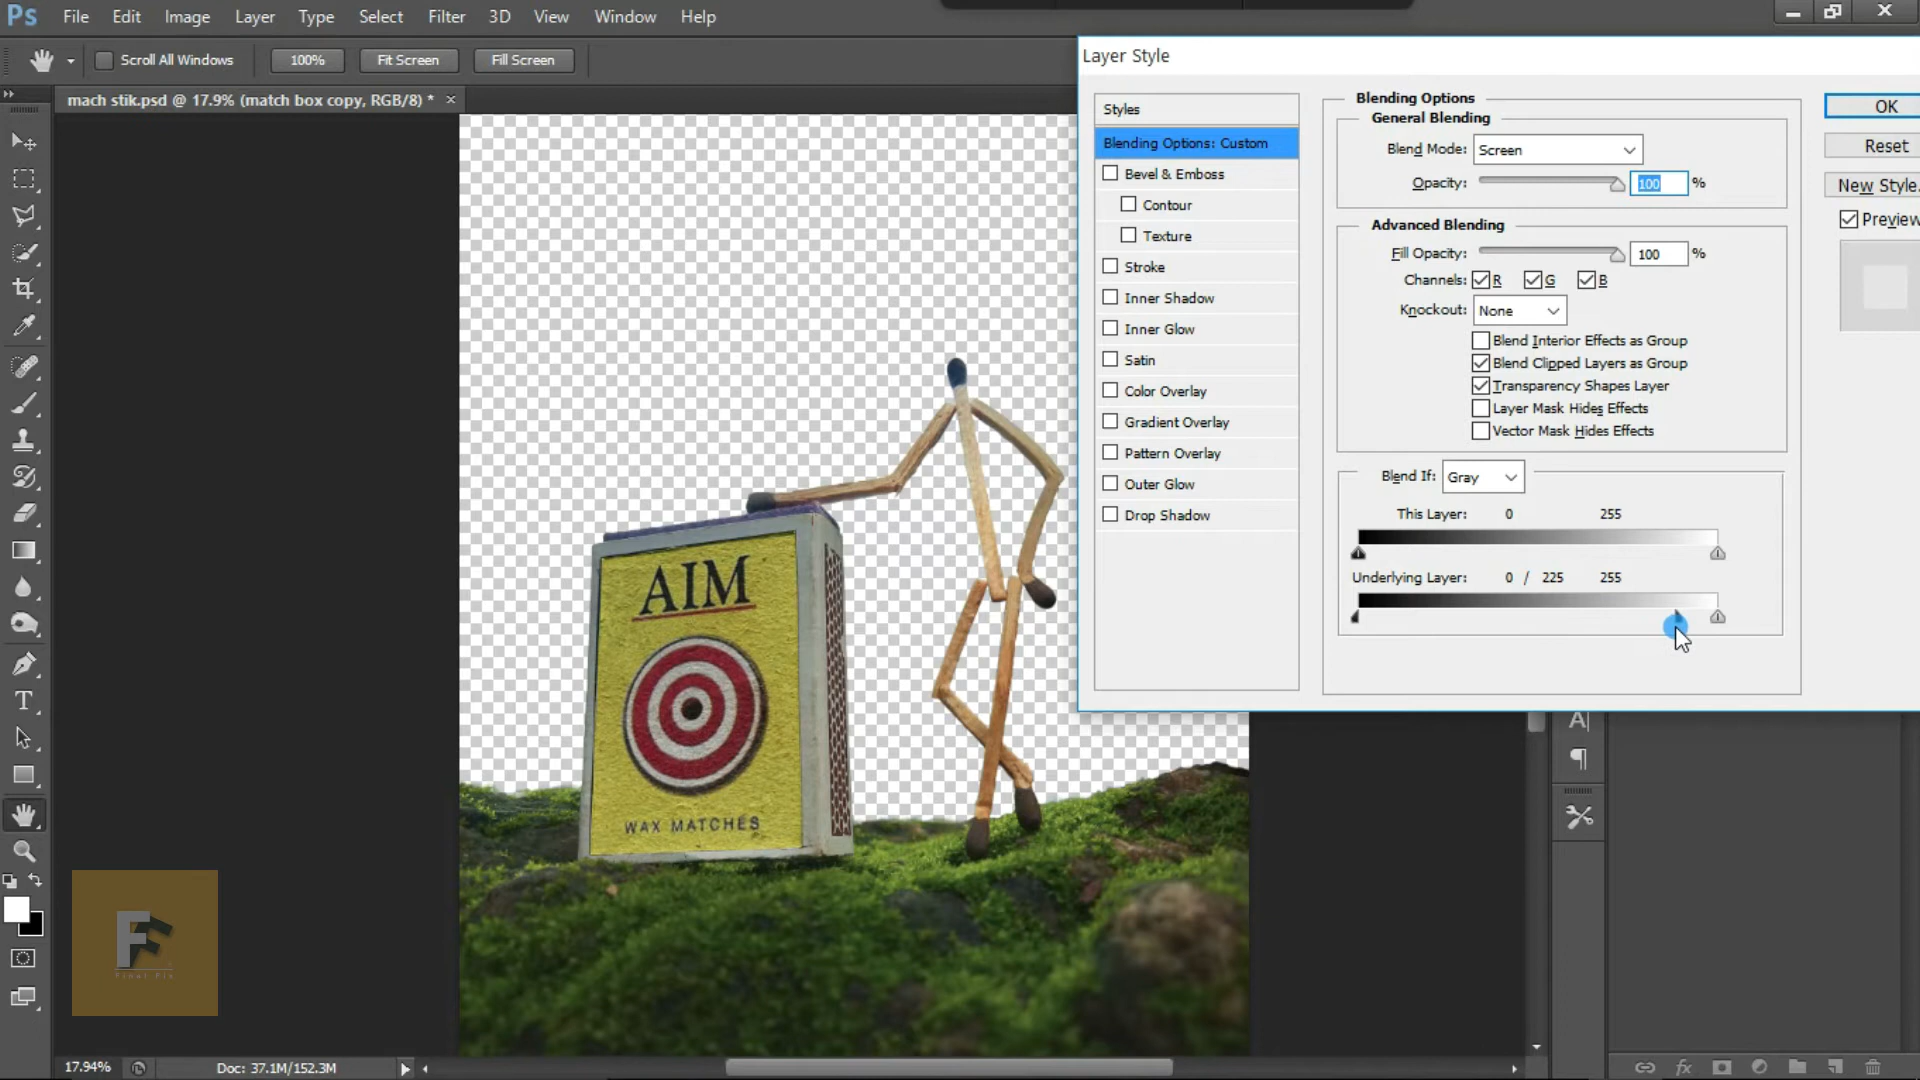 Ps File Edit Image Layer Type Select Filter 3D View Window Help
Scroll All Windows 100% Fit Screen Fill Screen
mach stik.psd @ 17.9% (match box copy, RGB/8) *
Layer Style
Styles
Blending Options: Custom
Bevel & Emboss
Contour
Texture
Stroke
Inner Shadow
Inner Glow
Satin
Color Overlay
Gradient Overlay
Pattern Overlay
Outer Glow
Drop Shadow
Blending Options
General Blending
Blend Mode: Screen
Opacity: 100 %
Advanced Blending
Fill Opacity: 100 %
Channels: R G B
Knockout: None
Blend Interior Effects as Group
Blend Clipped Layers as Group
Transparency Shapes Layer
Layer Mask Hides Effects
Vector Mask Hides Effects
Blend If: Gray
This Layer: 0 255
Underlying Layer: 0 / 225 255
OK
Reset
New Style.
Preview
AIM
WAX MATCHES
F
Final Pix
17.94% Doc: 37.1M/152.3M
fx